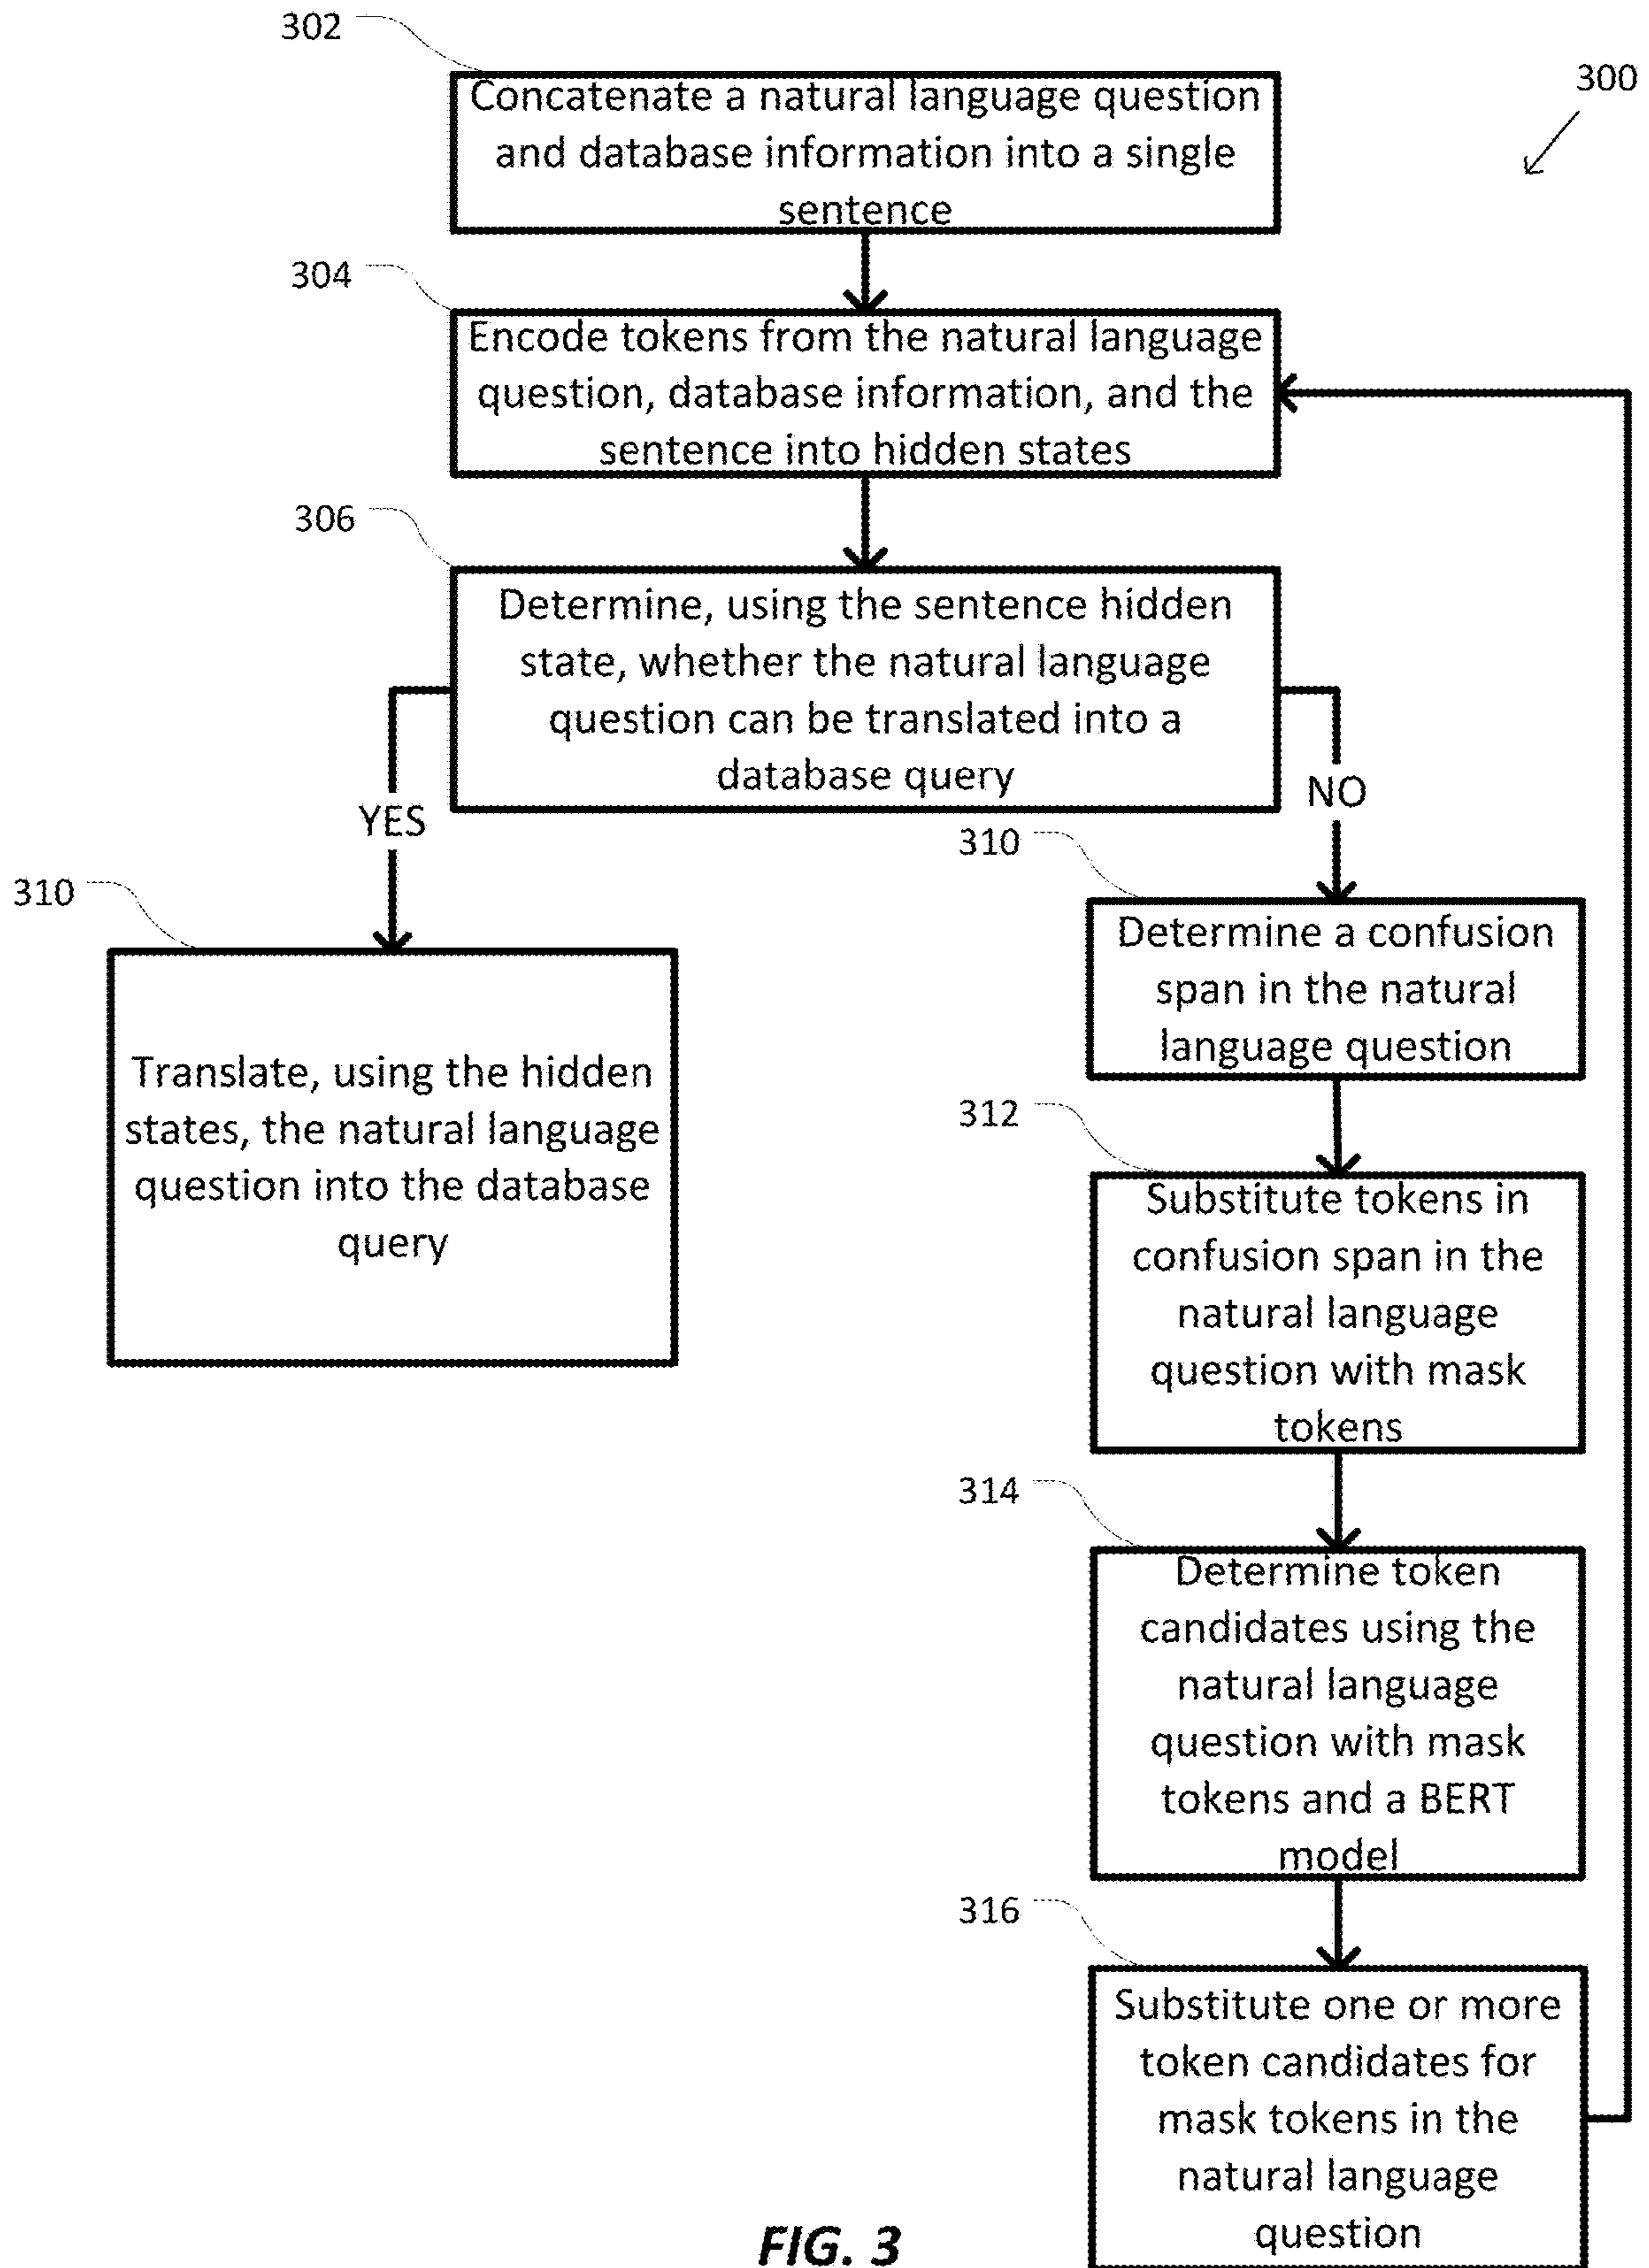 302
300
Concatenate a natural language question
and database information into a single
sentence
304
Encode tokens from the natural language
question, database information, and the
sentence into hidden states
306
Determine, using the sentence hidden
state, whether the natural language
question can be translated into a
database query
YES
NO
310
Translate, using the hidden
states, the natural language
question into the database
query
310
Determine a confusion
span in the natural
language question
312
Substitute tokens in
confusion span in the
natural language
question with mask
tokens
314
Determine token
candidates using the
natural language
question with mask
tokens and a BERT
model
316
Substitute one or more
token candidates for
mask tokens in the
natural language
question
FIG. 3